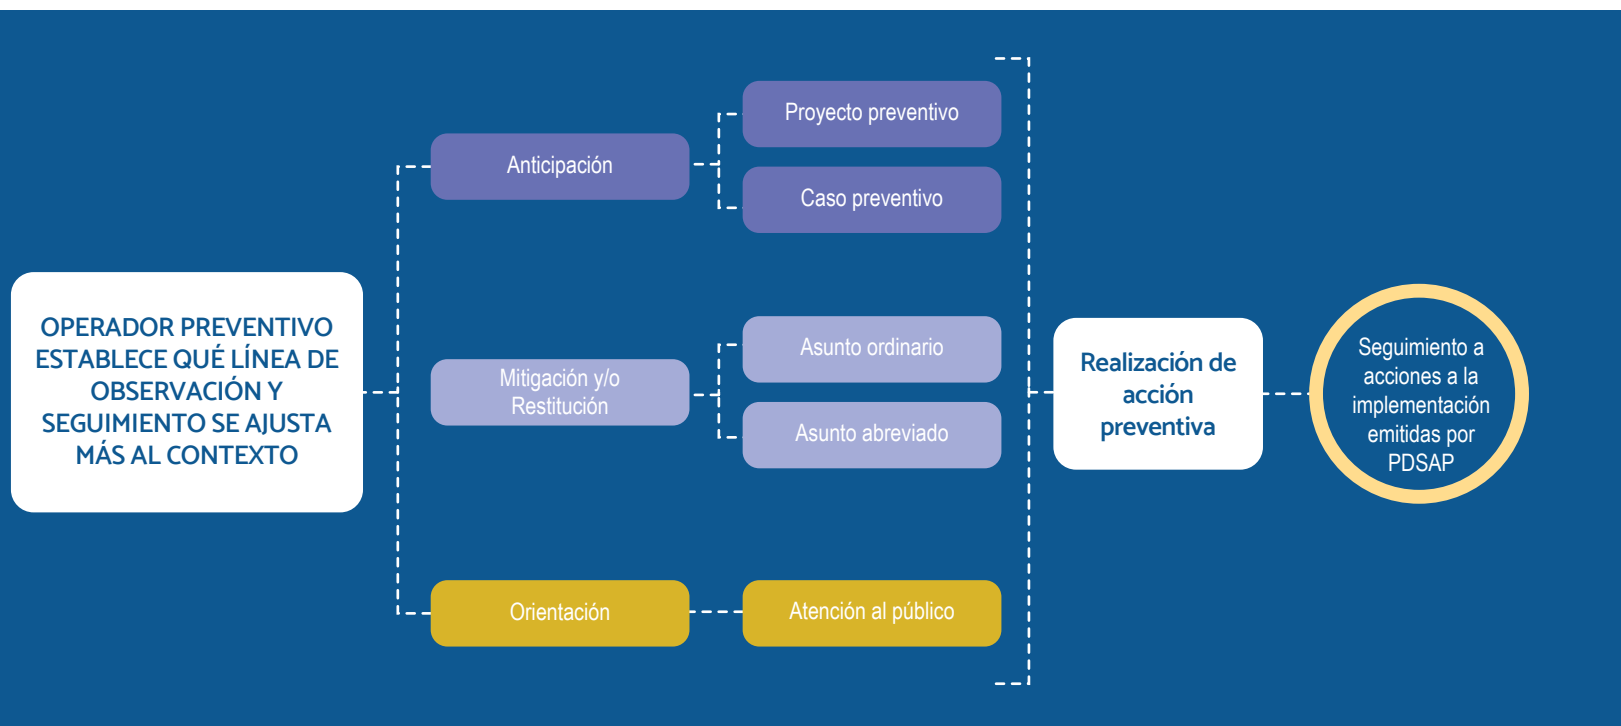 OPERADOR PREVENTIVO
ESTABLECE QUÉ LÍNEA DE
OBSERVACIÓN Y
SEGUIMIENTO SE AJUSTA
MÁS AL CONTEXTO
Anticipación
Proyecto preventivo
Caso preventivo
Mitigación y/o
Restitución
Asunto ordinario
Asunto abreviado
Orientación
Atención al público
Realización de
acción
preventiva
Seguimiento a
acciones a la
implementación
emitidas por
PDSAP